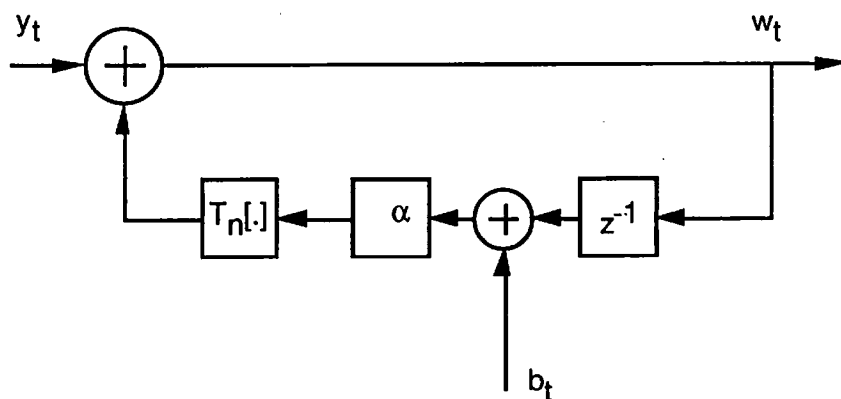 y_t
w_t
+
T_n[.]
α
+
z^-1
b_t